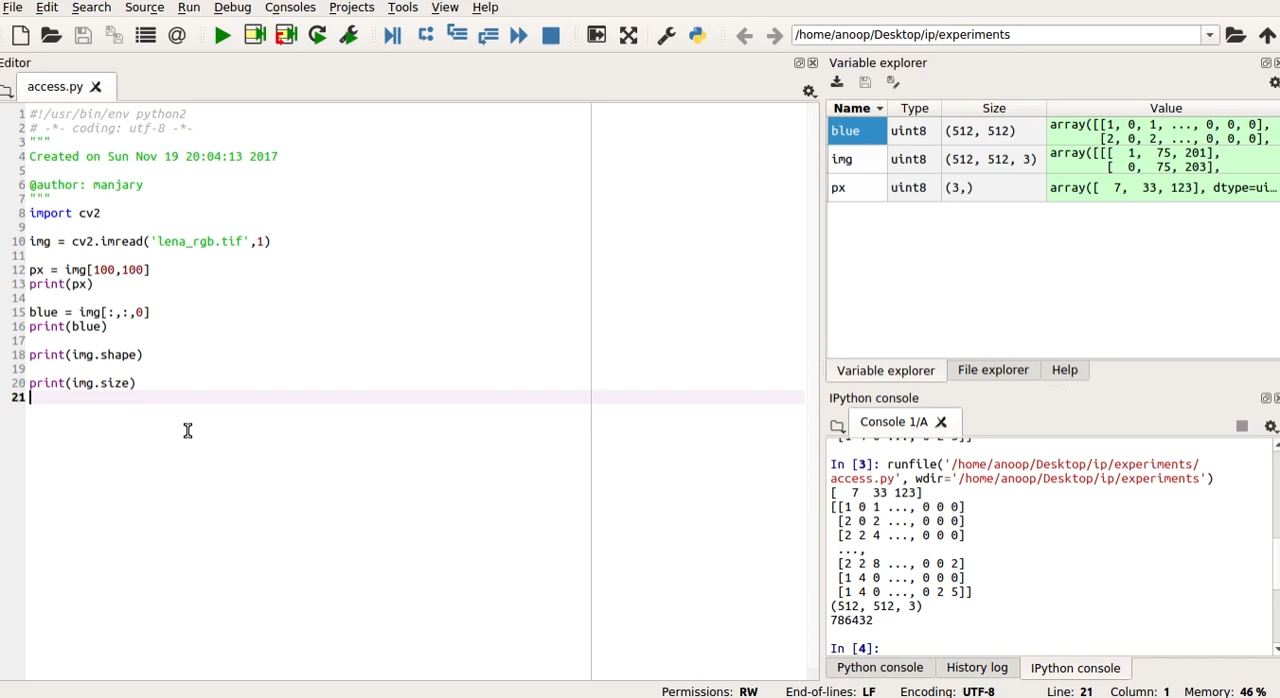 File Edit Search Source Run Debug Consoles Projects Tools View Help
/home/anoop/Desktop/ip/experiments
Editor
Variable explorer
access.py
1 #!/usr/bin/env python2
2 # -*- coding: utf-8 -*-
3 """
4 Created on Sun Nov 19 20:04:13 2017
5
6 @author: manjary
7 """
8 import cv2
9
10 img = cv2.imread('lena_rgb.tif',1)
11
12 px = img[100,100]
13 print(px)
14
15 blue = img[:,:,0]
16 print(blue)
17
18 print(img.shape)
19
20 print(img.size)
21
Name Type Size Value
blue uint8 (512, 512) array([[1, 0, 1, ..., 0, 0, 0],
[2, 0, 2, ..., 0, 0, 0],
img uint8 (512, 512, 3) array([[[ 1, 75, 201],
[ 0, 75, 203],
px uint8 (3,) array([ 7, 33, 123], dtype=ui...
Variable explorer File explorer Help
IPython console
Console 1/A
[1 4 0 ..., 0 2 5]]
In [3]: runfile('/home/anoop/Desktop/ip/experiments/
access.py', wdir='/home/anoop/Desktop/ip/experiments')
[ 7 33 123]
[[1 0 1 ..., 0 0 0]
[2 0 2 ..., 0 0 0]
[2 2 4 ..., 0 0 0]
...,
[2 2 8 ..., 0 0 2]
[1 4 0 ..., 0 0 0]
[1 4 0 ..., 0 2 5]]
(512, 512, 3)
786432
In [4]:
Python console History log IPython console
Permissions: RW End-of-lines: LF Encoding: UTF-8 Line: 21 Column: 1 Memory: 46 %